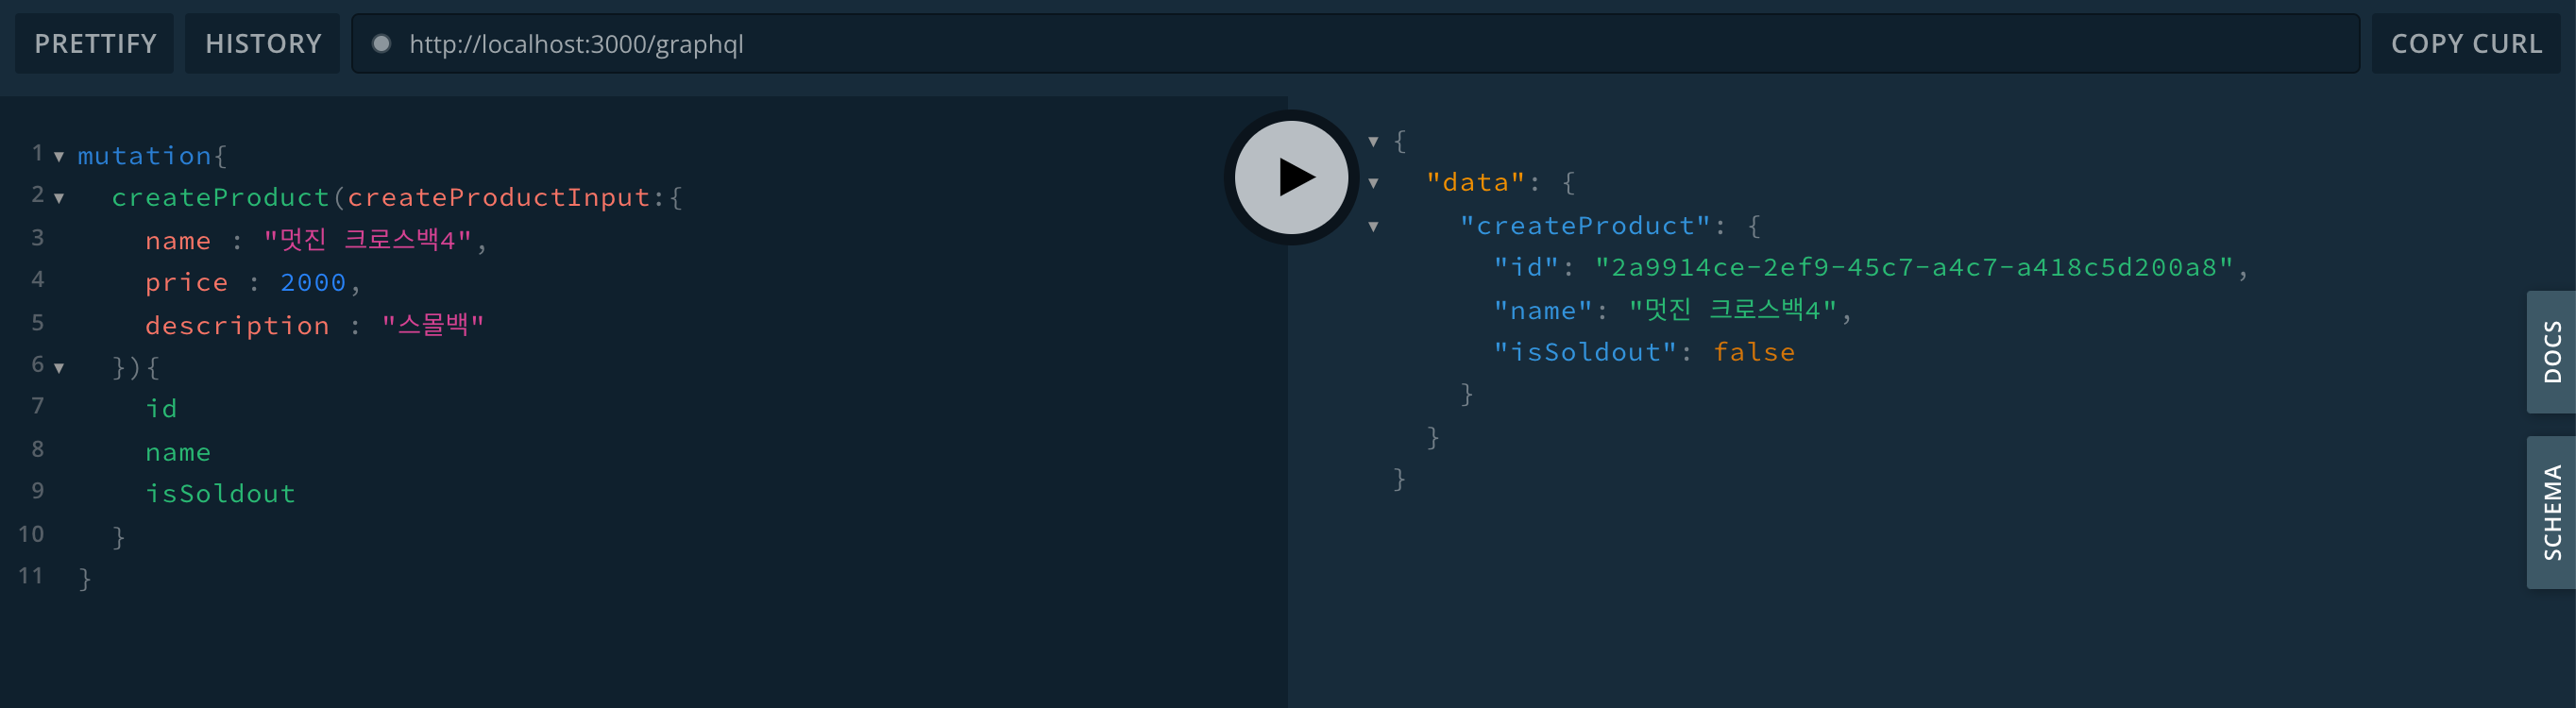 PRETTIFY HISTORY http://localhost:3000/graphql COPY CURL
1 mutation{
2 createProduct(createProductInput:{
3 name : "멋진 크로스백4",
4 price : 2000,
5 description : "스몰백"
6 }){
7 id
8 name
9 isSoldout
10 }
11 }
{
"data": {
"createProduct": {
"id": "2a9914ce-2ef9-45c7-a4c7-a418c5d200a8",
"name": "멋진 크로스백4",
"isSoldout": false
}
}
}
DOCS
SCHEMA